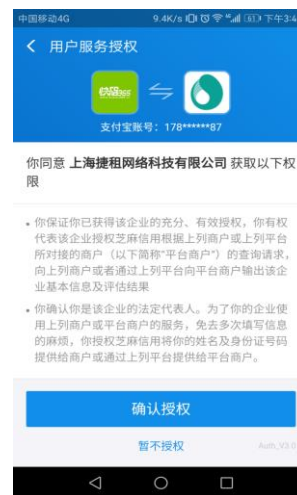 中国移动4G 9.4K/s 61 下午3:4
用户服务授权
快租365
支付宝账号：178******87
你同意 上海捷租网络科技有限公司 获取以下权
限
• 你保证你已获得该企业的充分、有效授权，你有权
代表该企业授权芝麻信用根据上列商户或上列平台
所对接的商户（以下简称“平台商户”）的查询请求，
向上列商户或者通过上列平台向平台商户输出该企
业基本信息及评估结果
• 你确认你是该企业的法定代表人。为了你的企业使
用上列商户或平台商户的服务，免去多次填写信息
的麻烦，你授权芝麻信用将你的姓名及身份证号码
提供给商户或通过上列平台提供给平台商户。
确认授权
暂不授权
Auth_V3.0